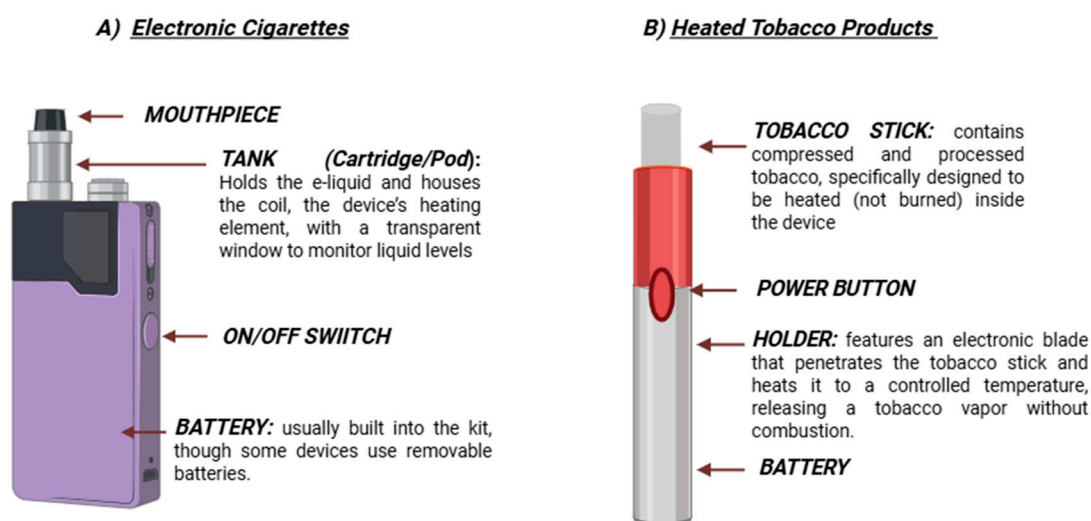 A) Electronic Cigarettes
MOUTHPIECE
TANK (Cartridge/Pod):
Holds the e-liquid and houses
the coil, the device's heating
element, with a transparent
window to monitor liquid levels
ON/OFF SWIITCH
BATTERY: usually built into the kit,
though some devices use removable
batteries.
B) Heated Tobacco Products
TOBACCO STICK: contains
compressed and processed
tobacco, specifically designed to
be heated (not burned) inside
the device
POWER BUTTON
HOLDER: features an electronic blade
that penetrates the tobacco stick and
heats it to a controlled temperature,
releasing a tobacco vapor without
combustion.
BATTERY